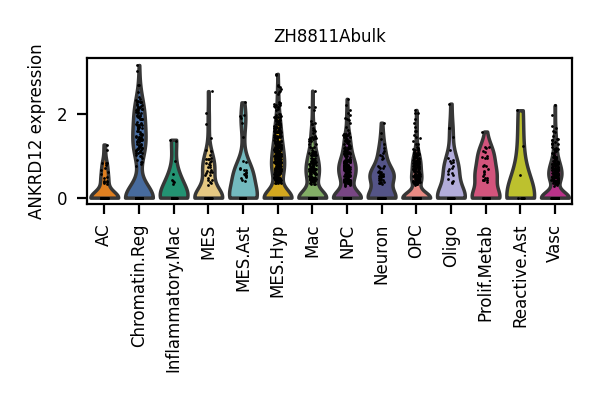 ZH8811Abulk
ANKRD12 expression
2
0
AC
Chromatin.Reg
Inflammatory.Mac
MES
MES.Ast
MES.Hyp
Mac
NPC
Neuron
OPC
Oligo
Prolif.Metab
Reactive.Ast
Vasc